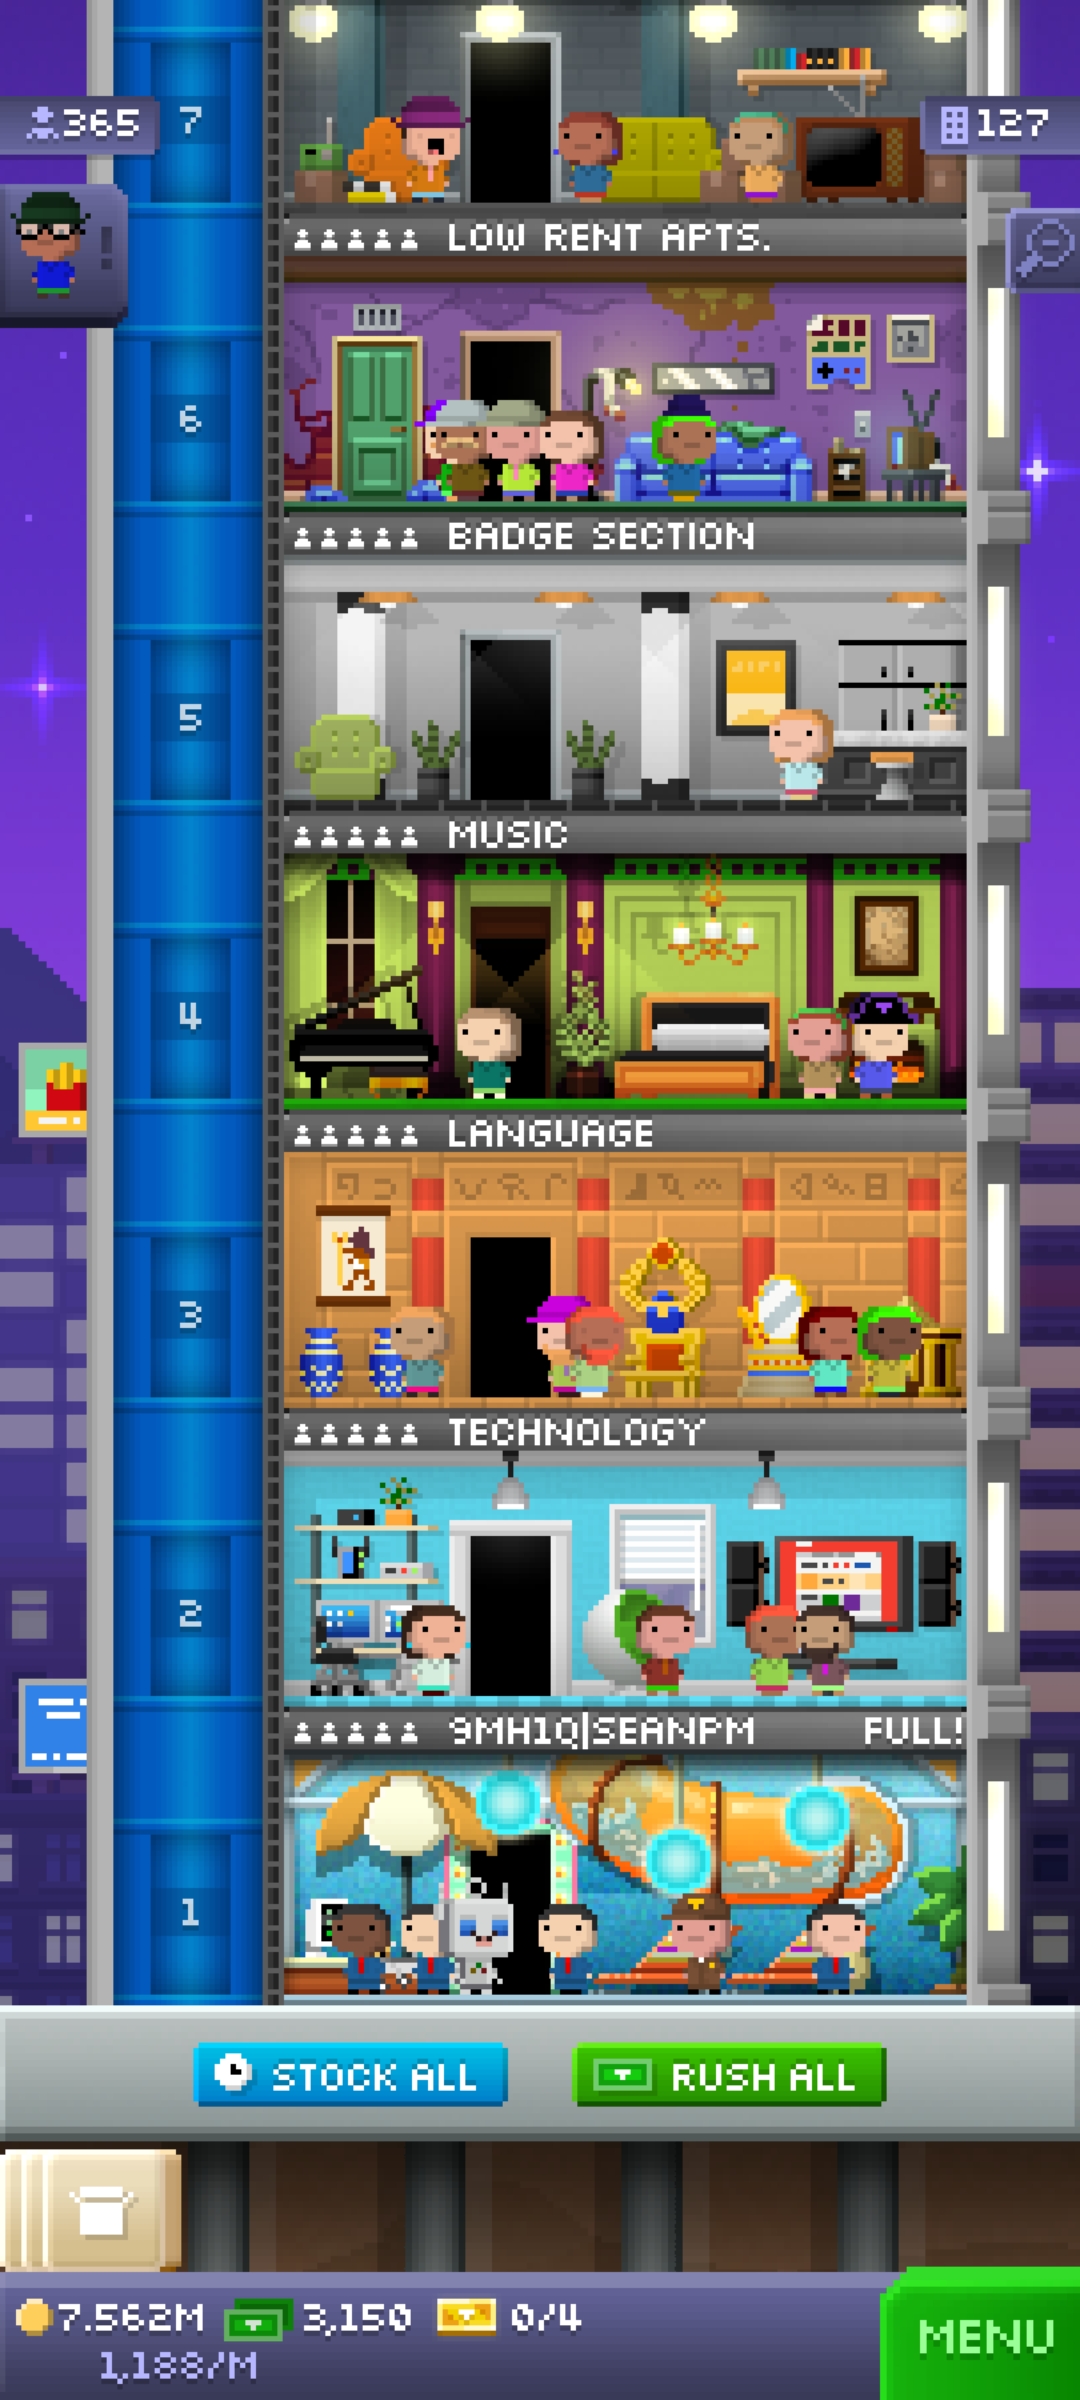 7
365
127
LOW RENT APTS.
6
BADGE SECTION
5
MUSIC
4
LANGUAGE
3
TECHNOLOGY
2
9MH1Q|SEANPM FULL!
1
STOCK ALL
RUSH ALL
7.562M 3,150 0/4
1,188/M
MENU